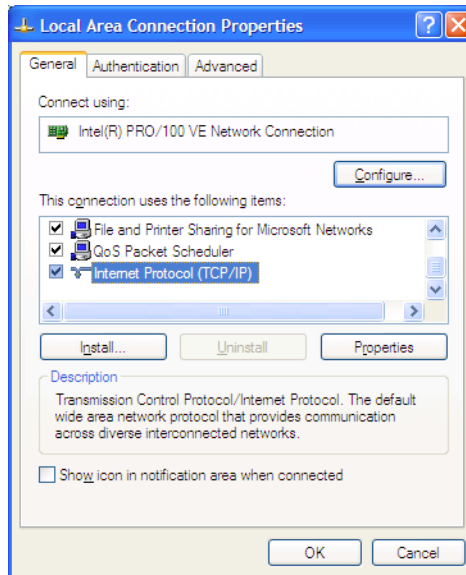 Local Area Connection Properties
General Authentication Advanced
Connect using:
Intel(R) PRO/100 VE Network Connection
Configure...
This connection uses the following items:
File and Printer Sharing for Microsoft Networks
QoS Packet Scheduler
Internet Protocol (TCP/IP)
Install... Uninstall Properties
Description
Transmission Control Protocol/Internet Protocol. The default
wide area network protocol that provides communication
across diverse interconnected networks.
Show icon in notification area when connected
OK Cancel